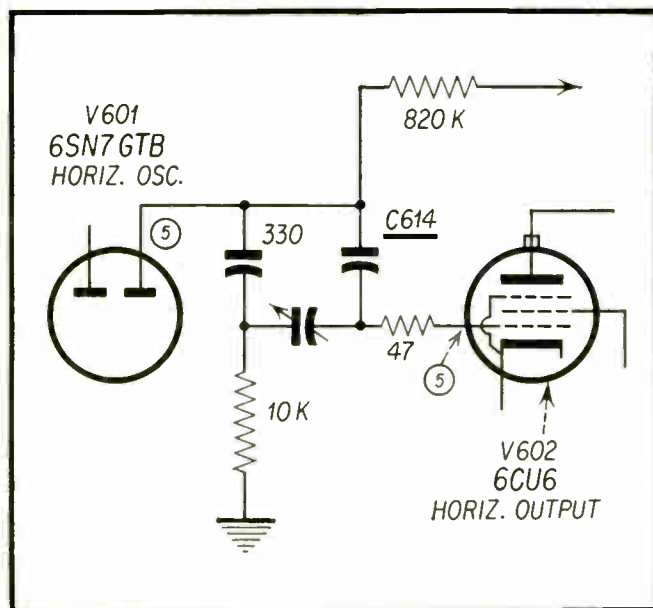 V601
6SN7 GTB
HORIZ. OSC.
820 K
5
330
C614
47
5
10 K
V602
6CU6
HORIZ. OUTPUT